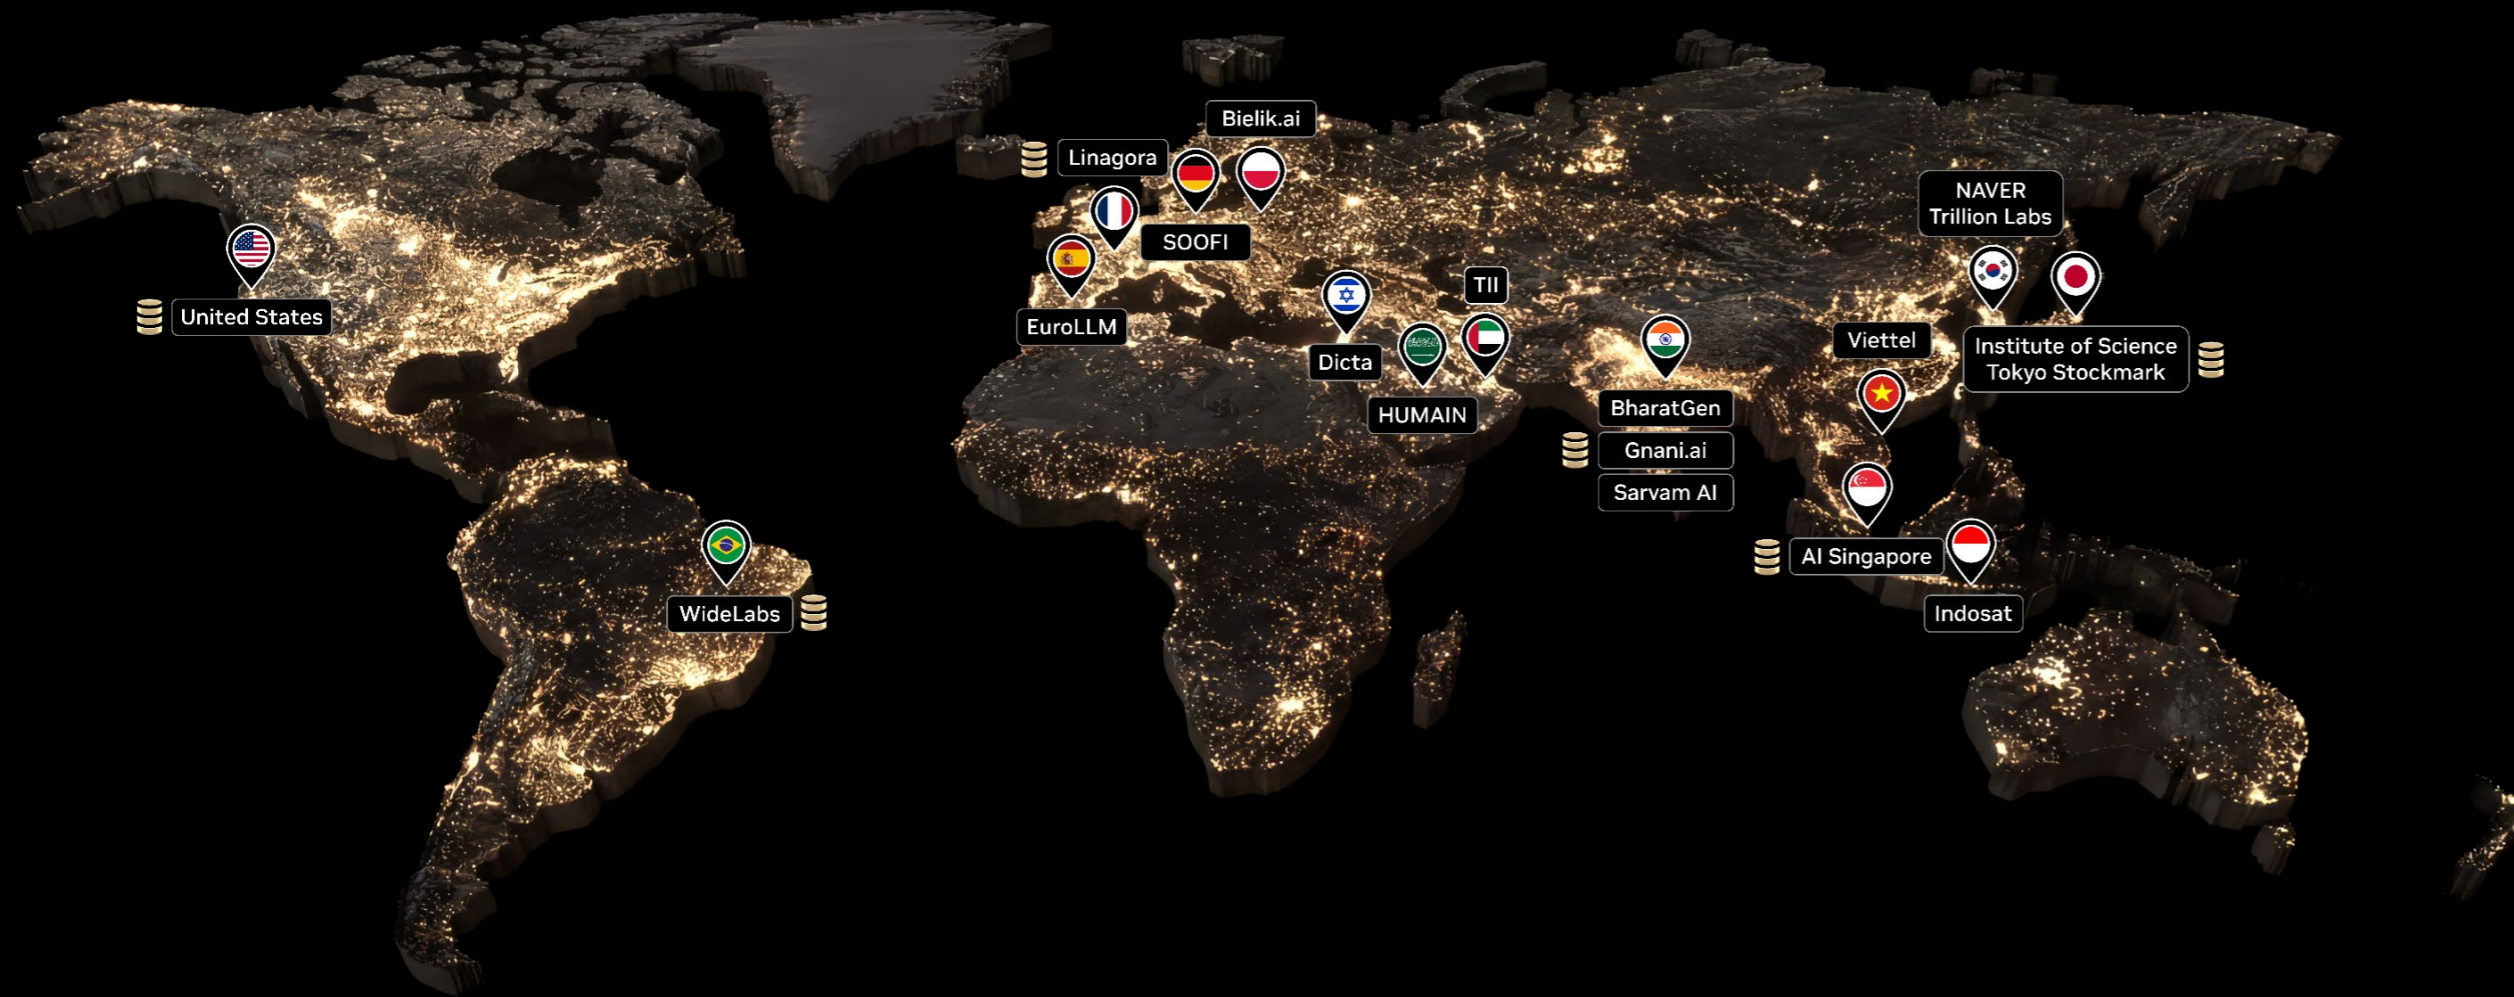 Bielik.ai
Linagora
NAVER
Trillion Labs
SOOFI
TII
United States
EuroLLM
Viettel
Institute of Science
Tokyo Stockmark
Dicta
HUMAIN
BharatGen
Gnani.ai
Sarvam AI
AI Singapore
WideLabs
Indosat